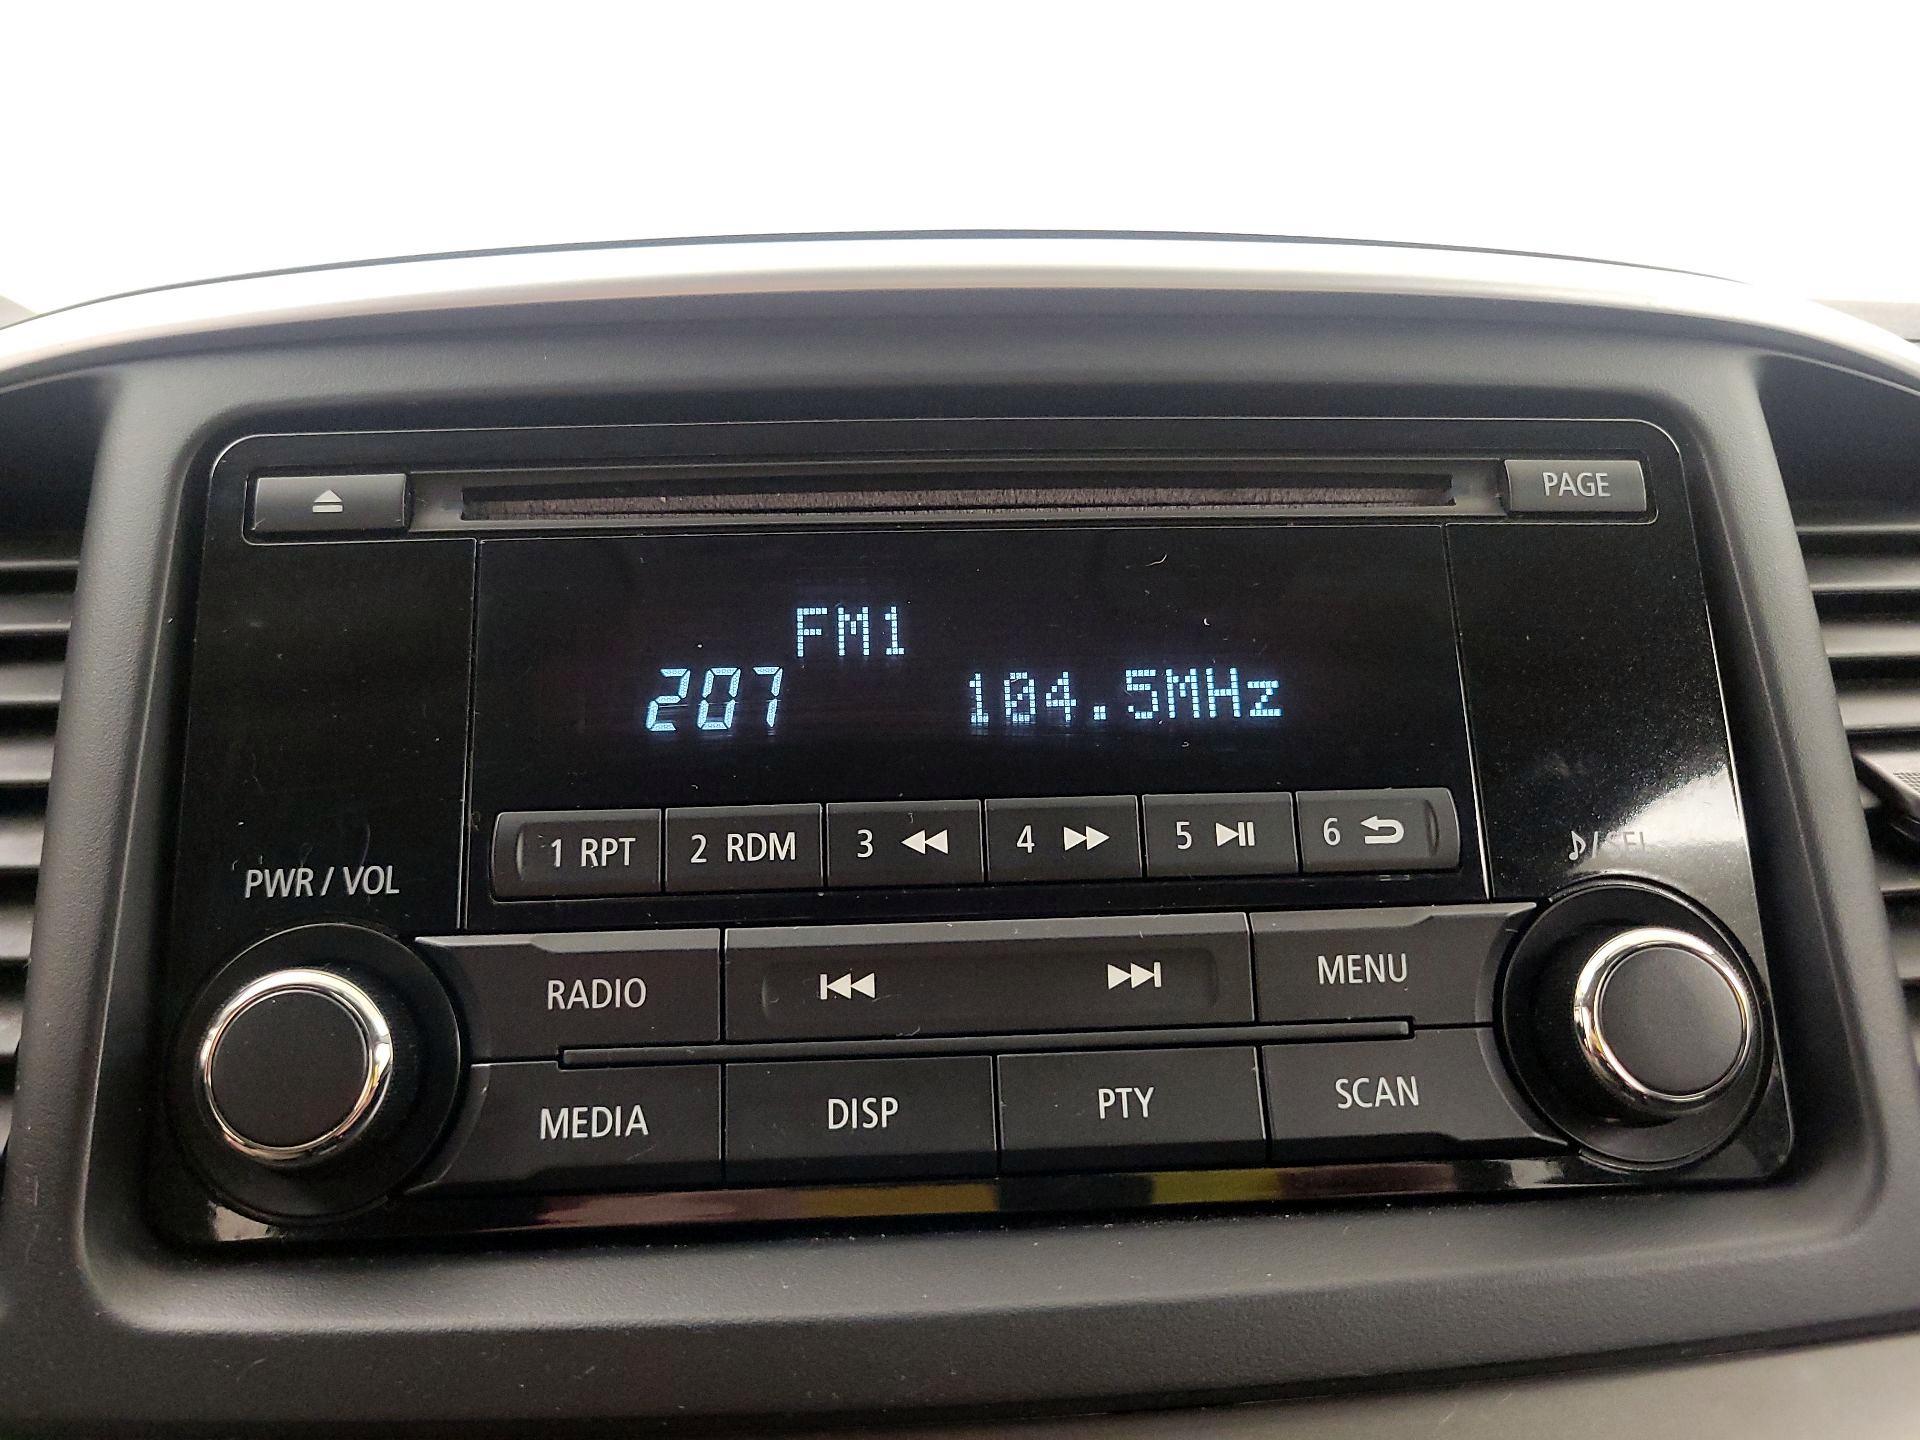 PAGE
FM1
207 104.5MHz
1 RPT 2 RDM 3 4 5 6
PWR / VOL
♪/SEL
RADIO MENU
MEDIA DISP PTY SCAN